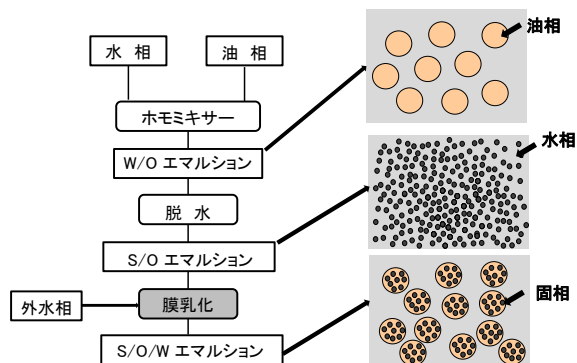 水 相
油 相
ホモミキサー
W/O エマルション
脱 水
S/O エマルション
外水相
膜乳化
S/O/W エマルション
油相
水相
固相